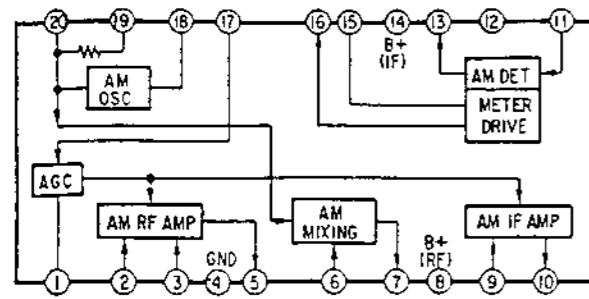 20 19 18 17 16 15 14 13 12 11
B+
(IF)
AM
OSC
AM DET
METER
DRIVE
AGC
AM RF AMP
AM
MIXING
AM IF AMP
GND
B+
(RF)
1 2 3 4 5 6 7 8 9 10